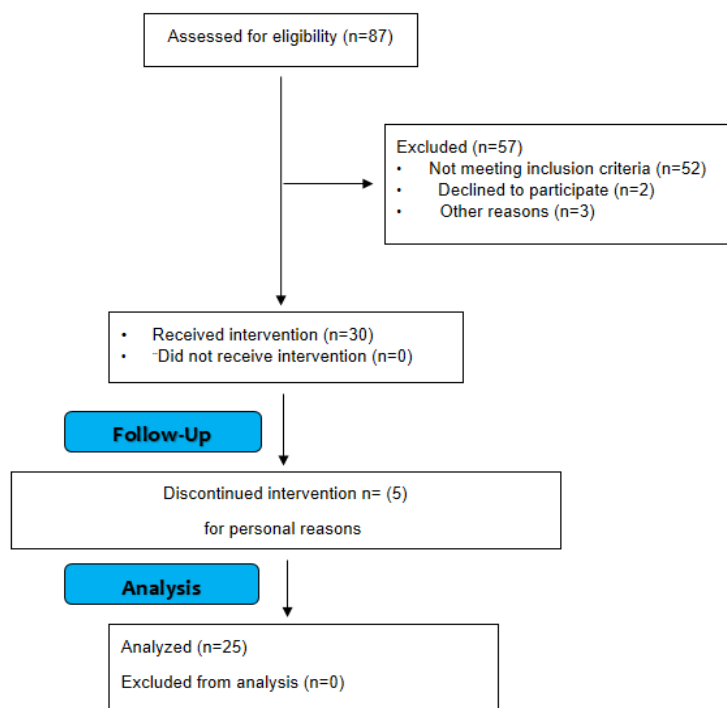 Assessed for eligibility (n=87)
Excluded (n=57)
• Not meeting inclusion criteria (n=52)
• Declined to participate (n=2)
• Other reasons (n=3)
• Received intervention (n=30)
• Did not receive intervention (n=0)
Follow-Up
Discontinued intervention n= (5)
for personal reasons
Analysis
Analyzed (n=25)
Excluded from analysis (n=0)